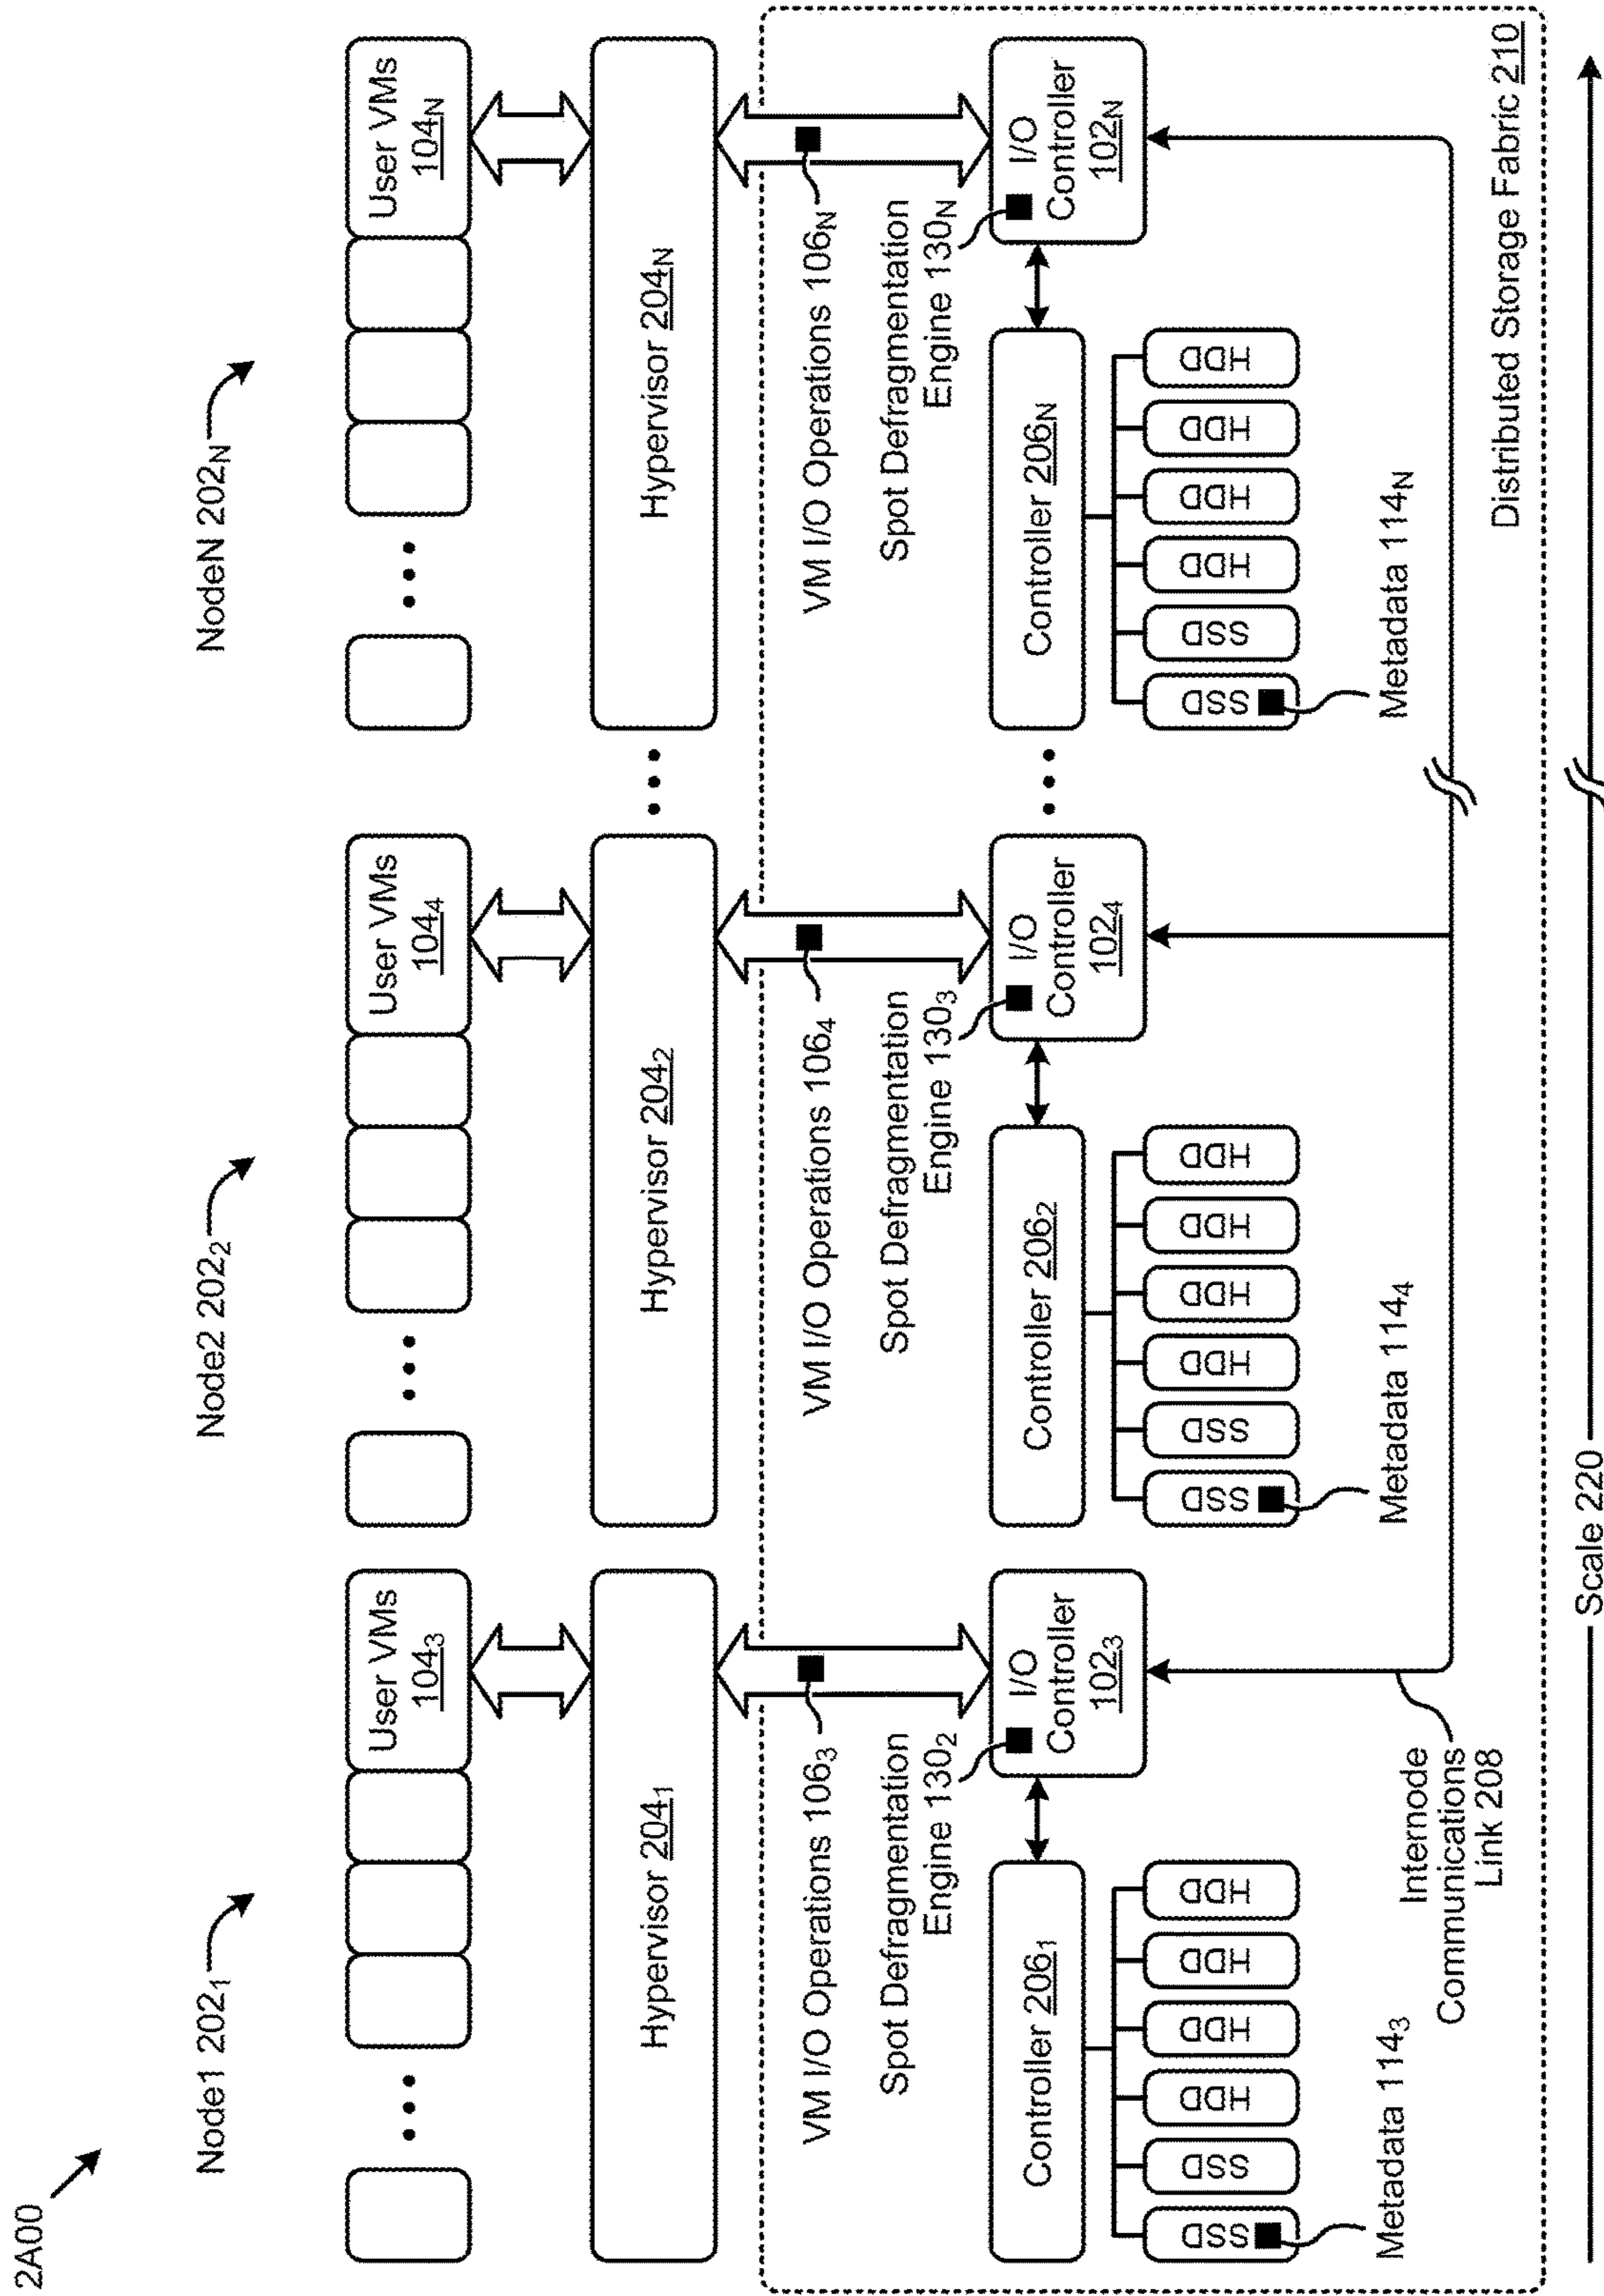 2A00
Node1 202₁
Node2 202₂
NodeN 202N
User VMs
104₃
User VMs
104₄
User VMs
104N
Hypervisor 204₁
Hypervisor 204₂
Hypervisor 204N
VM I/O Operations 106₃
VM I/O Operations 106₄
VM I/O Operations 106N
Spot Defragmentation
Engine 130₂
Spot Defragmentation
Engine 130₃
Spot Defragmentation
Engine 130N
Controller 206₁
I/O
Controller
102₃
Controller 206₂
I/O
Controller
102₄
Controller 206N
I/O
Controller
102N
SSD
SSD
HDD
HDD
HDD
HDD
SSD
SSD
HDD
HDD
HDD
HDD
SSD
SSD
HDD
HDD
HDD
HDD
Metadata 114₃
Metadata 114₄
Metadata 114N
Internode
Communications
Link 208
Distributed Storage Fabric 210
Scale 220